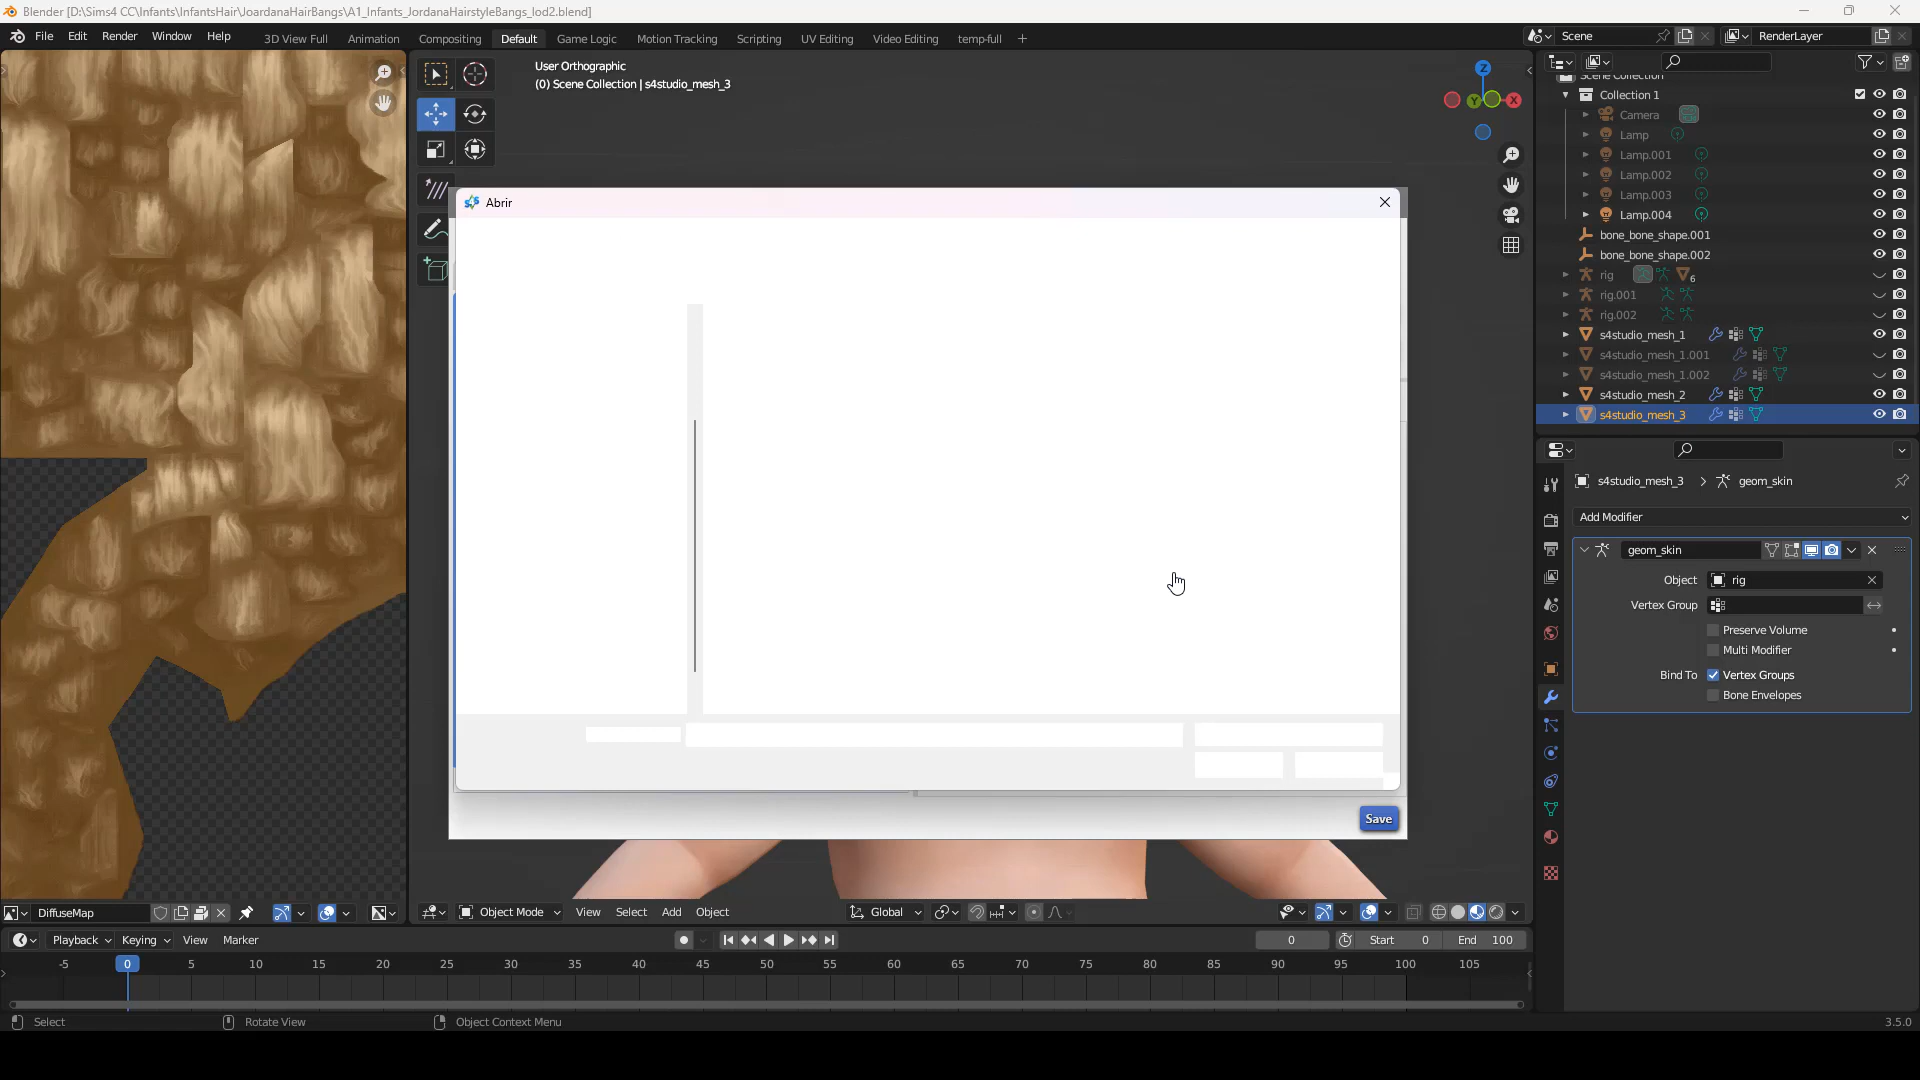 Blender [D:\Sims4 CC\Infants\InfantsHair\JoardanaHairBangs\A1_Infants_JordanaHairstyleBangs_lod2.blend]
File Edit Render Window Help 3D View Full Animation Compositing Default Game Logic Motion Tracking Scripting UV Editing Video Editing temp-full + Scene RenderLayer
User Orthographic
(0) Scene Collection | s4studio_mesh_3
Z
Y X
Scene Collection
Collection 1
Camera
Lamp
Lamp.001
Lamp.002
Lamp.003
Lamp.004
bone_bone_shape.001
bone_bone_shape.002
rig 6
rig.001
rig.002
s4studio_mesh_1
s4studio_mesh_1.001
s4studio_mesh_1.002
s4studio_mesh_2
s4studio_mesh_3
Abrir
Save
s4studio_mesh_3 > geom_skin
Add Modifier
geom_skin
Object rig
Vertex Group
Preserve Volume
Multi Modifier
Bind To Vertex Groups
Bone Envelopes
DiffuseMap
Object Mode View Select Add Object Global
Playback Keying View Marker 0 Start 0 End 100
-5 0 5 10 15 20 25 30 35 40 45 50 55 60 65 70 75 80 85 90 95 100 105
Select Rotate View Object Context Menu 3.5.0